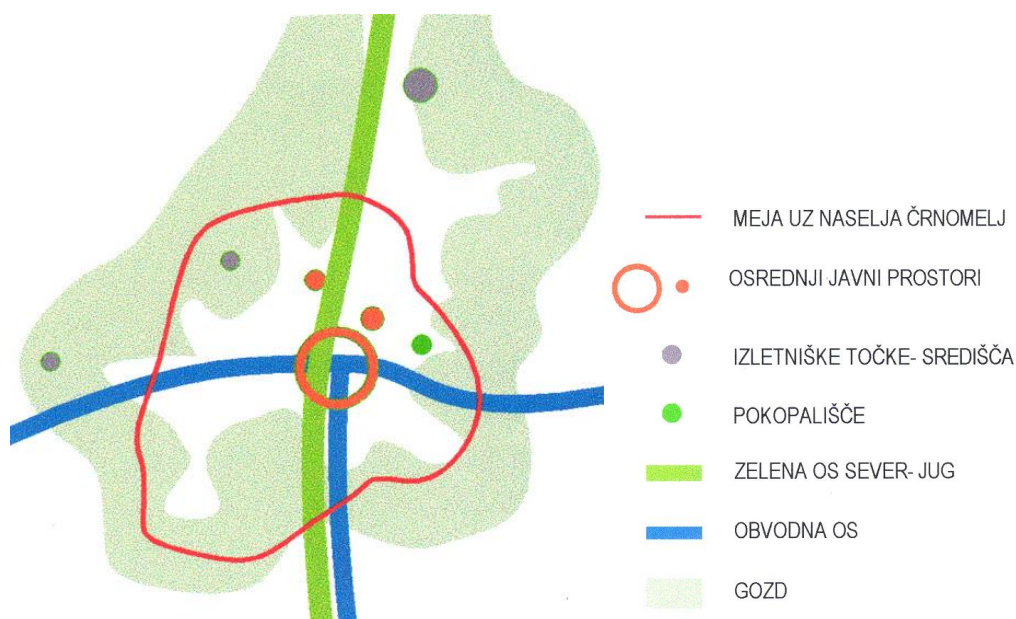 MEJA UZ NASELJA ČRNOMELJ
OSREDNJI JAVNI PROSTORI
IZLETNIŠKE TOČKE- SREDIŠČA
POKOPALIŠČE
ZELENA OS SEVER- JUG
OBVODNA OS
GOZD